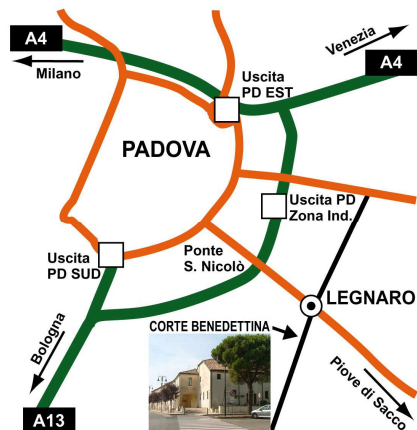 A4
Milano
Venezia
A4
Uscita
PD EST
PADOVA
Uscita PD
Zona Ind.
Uscita
PD SUD
Ponte
S. Nicolò
LEGNARO
CORTE BENEDETTINA
Bologna
Piove di Sacco
A13